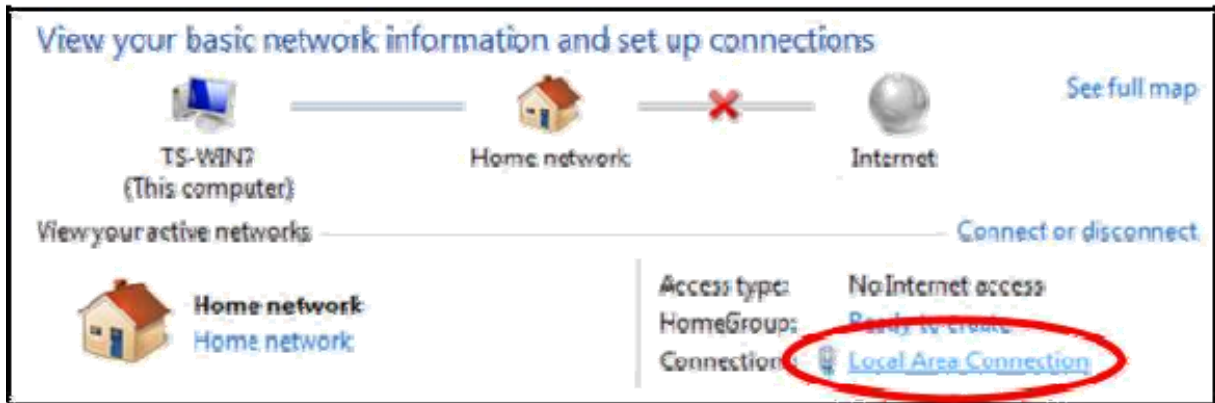 View your basic network information and set up connections
See full map
TS-WIN7
(This computer)
Home network
Internet
View your active networks
Connect or disconnect
Home network
Home network
Access type: No Internet access
HomeGroup: Ready to create
Connections: Local Area Connection